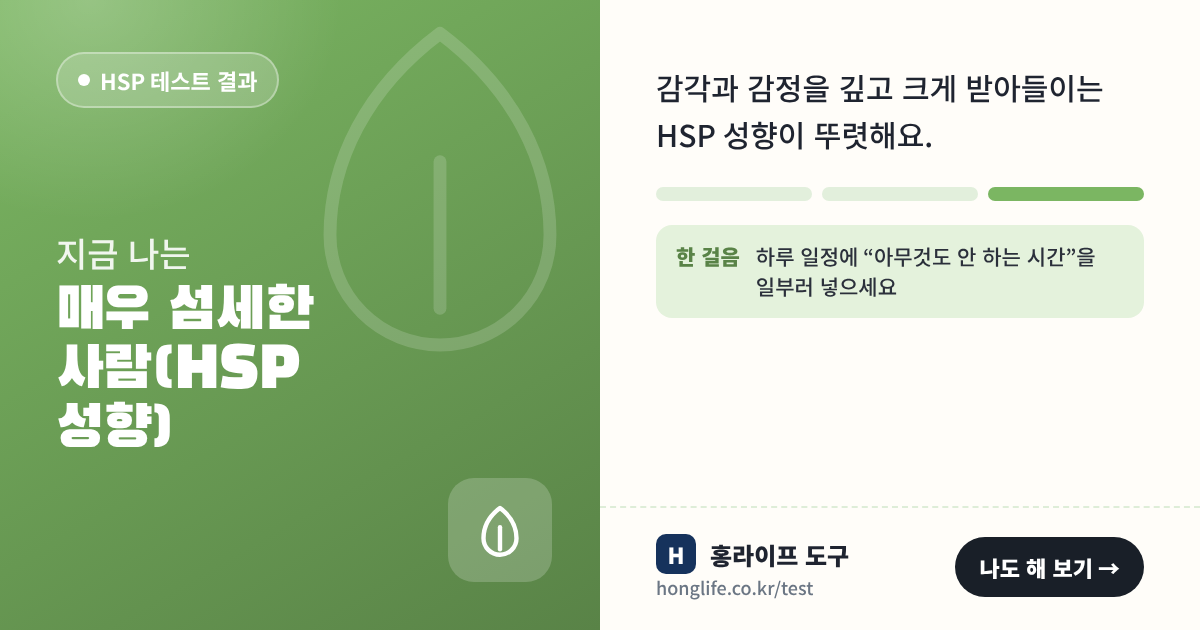 HSP 테스트 결과
지금 나는
매우 섬세한
사람(HSP
성향)
감각과 감정을 깊고 크게 받아들이는
HSP 성향이 뚜렷해요.
한 걸음 하루 일정에 “아무것도 안 하는 시간”을
일부러 넣으세요
H 홍라이프 도구
honglife.co.kr/test
나도 해 보기 →